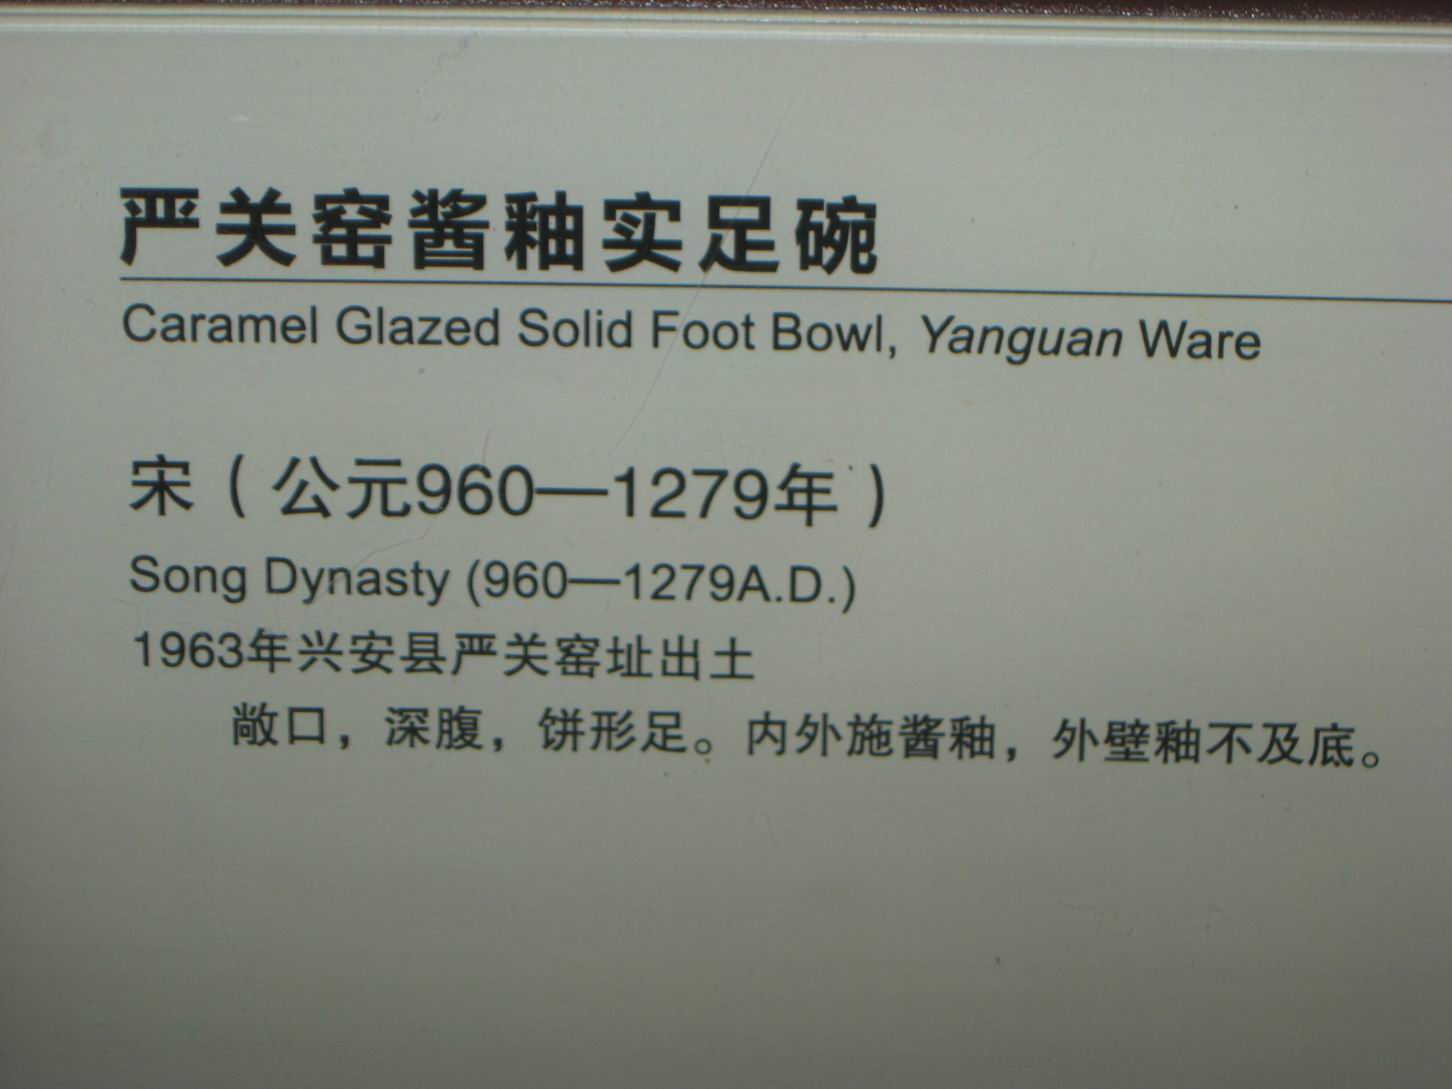 严关窑酱釉实足碗
Caramel Glazed Solid Foot Bowl, Yanguan Ware
宋（公元960—1279年）
Song Dynasty (960—1279A.D.)
1963年兴安县严关窑址出土
敞口，深腹，饼形足。内外施酱釉，外壁釉不及底。